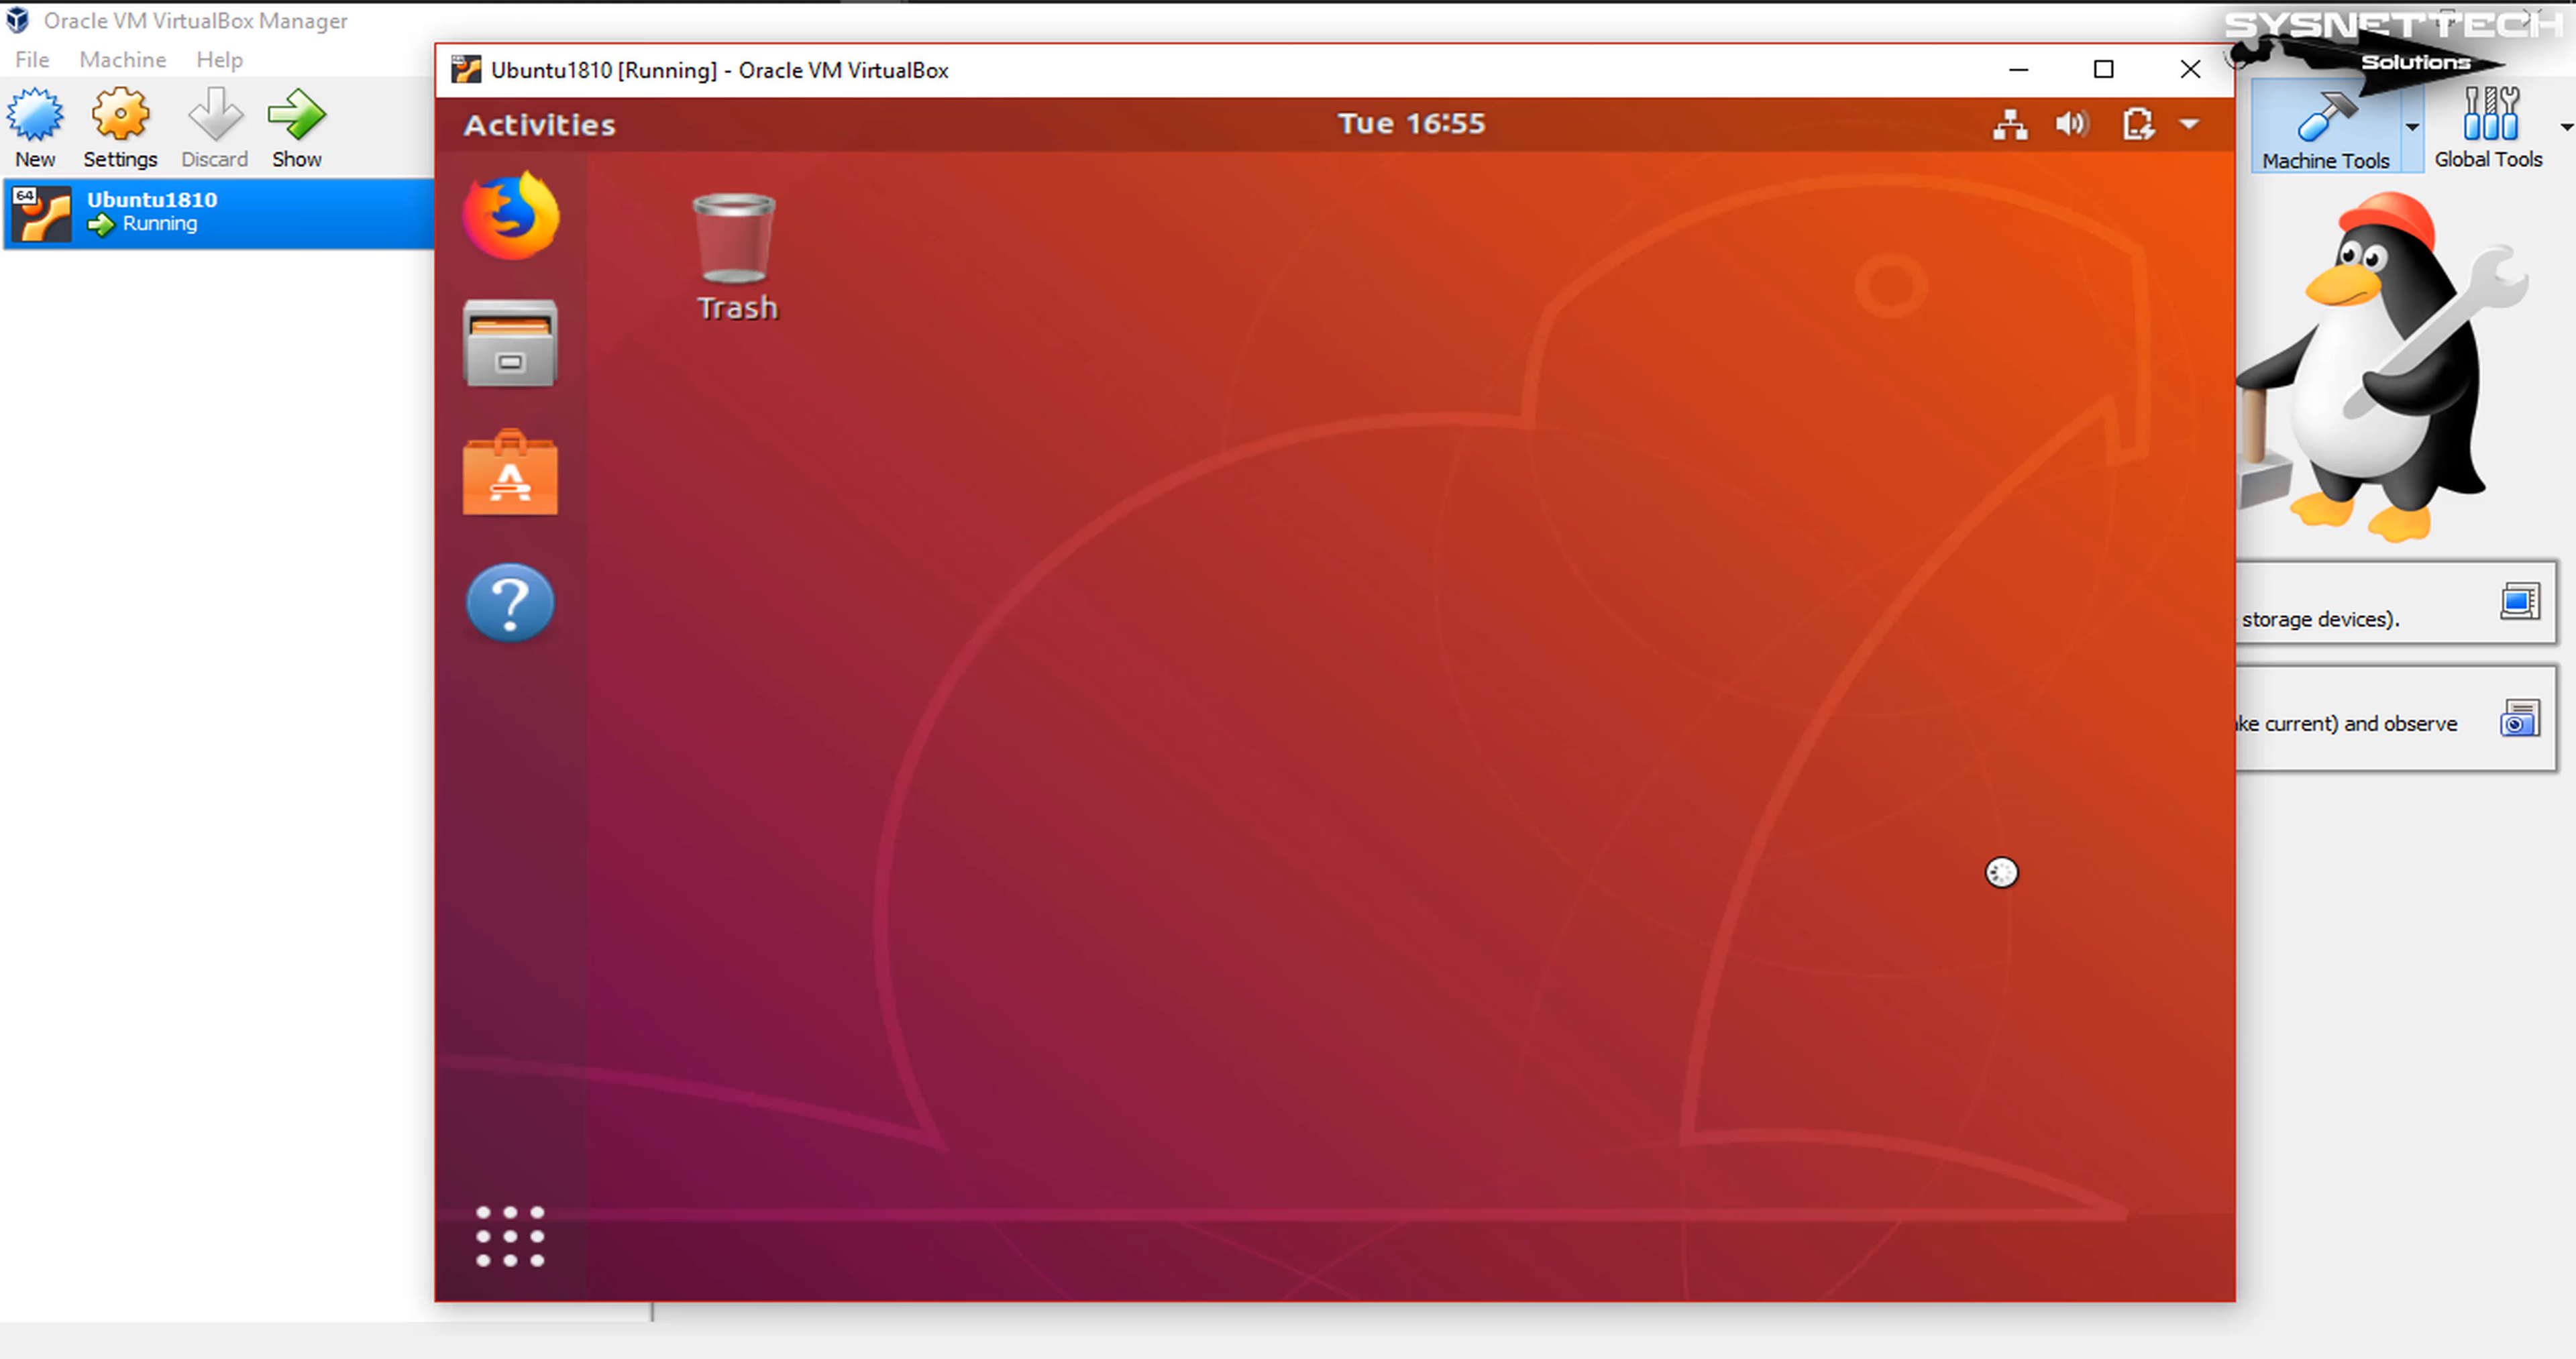 Oracle VM VirtualBox Manager
File Machine Help
New Settings Discard Show
Ubuntu1810
Running
64
Ubuntu1810 [Running] - Oracle VM VirtualBox
Activities
Tue 16:55
Trash
SYSNETTECH
Solutions
Machine Tools
Global Tools
storage devices).
current) and observe